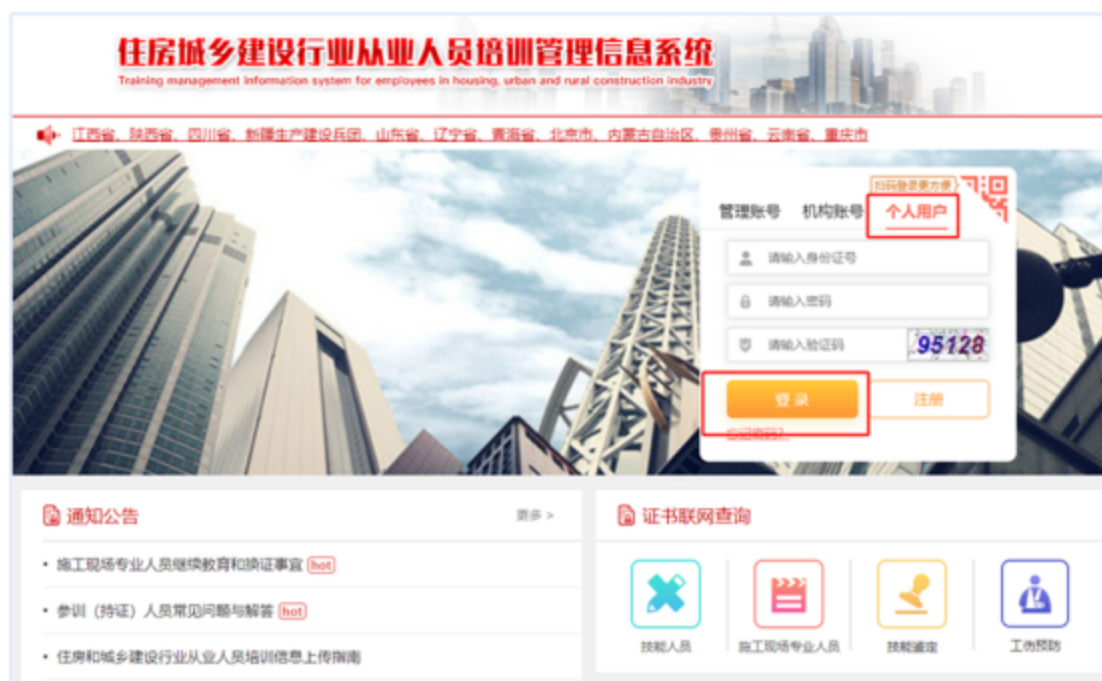 住房城乡建设行业从业人员培训管理信息系统
Training management information system for employees in housing, urban and rural construction industry
江西省、陕西省、四川省、新疆生产建设兵团、山东省、辽宁省、青海省、北京市、内蒙古自治区、贵州省、云南省、重庆市
扫码登录更方便
管理账号 机构账号 个人用户
请输入身份证号
请输入密码
请输入验证码 95128
登录 注册
忘记密码?
通知公告 更多 >
证书联网查询
• 施工现场专业人员继续教育和换证事宜 hot
• 参训（持证）人员常见问题与解答 hot
• 住房和城乡建设行业从业人员培训信息上传指南
技能人员 施工现场专业人员 技能鉴定 工伤预防